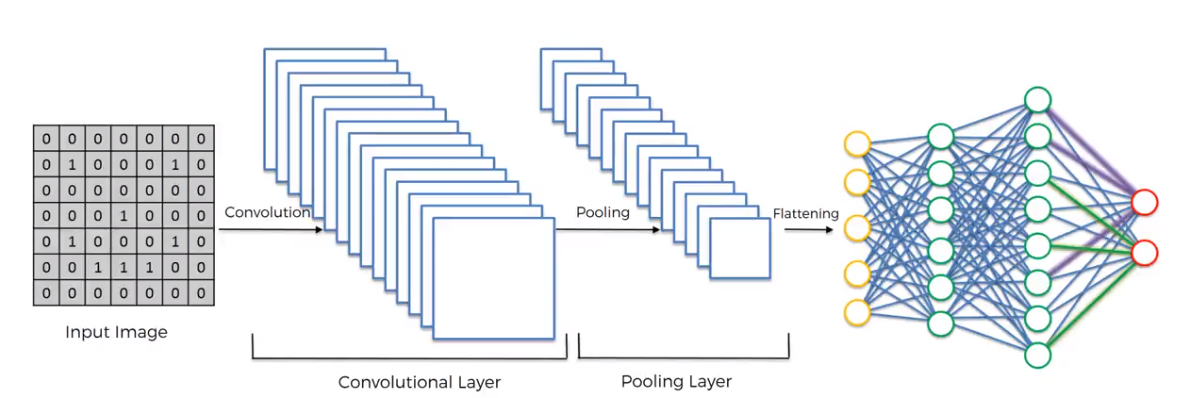 0 0 0 0 0 0 0
0 1 0 0 0 1 0
0 0 0 0 0 0 0
0 0 0 1 0 0 0
0 1 0 0 0 1 0
0 0 1 1 1 0 0
0 0 0 0 0 0 0
Input Image
Convolution
Convolutional Layer
Pooling
Pooling Layer
Flattening